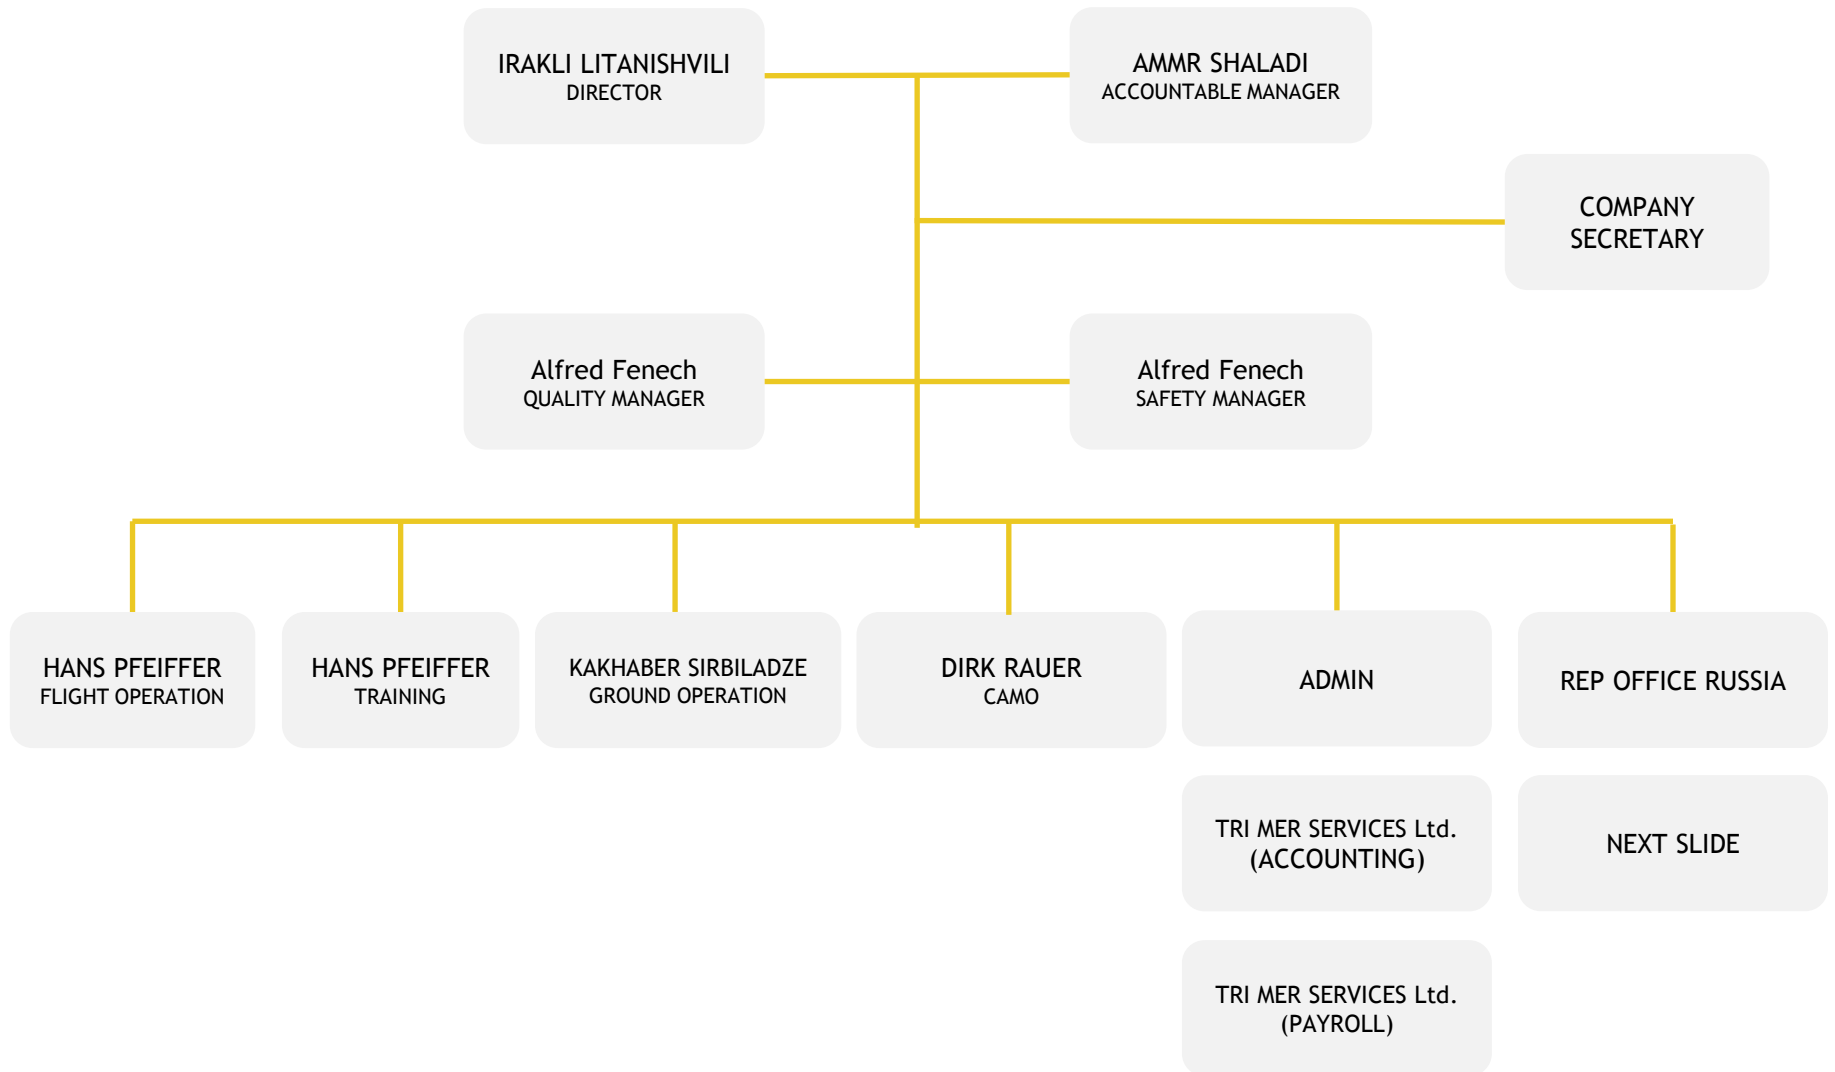 IRAKLI LITANISHVILI
DIRECTOR
AMMR SHALADI
ACCOUNTABLE MANAGER
COMPANY
SECRETARY
Alfred Fenech
QUALITY MANAGER
Alfred Fenech
SAFETY MANAGER
HANS PFEIFFER
FLIGHT OPERATION
HANS PFEIFFER
TRAINING
KAKHABER SIRBILADZE
GROUND OPERATION
DIRK RAUER
CAMO
ADMIN
REP OFFICE RUSSIA
TRI MER SERVICES Ltd.
(ACCOUNTING)
NEXT SLIDE
TRI MER SERVICES Ltd.
(PAYROLL)